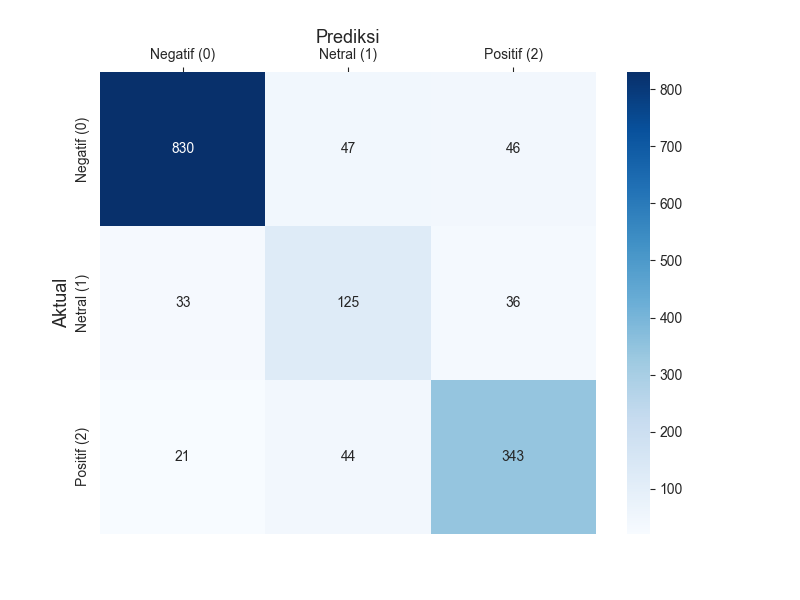 Prediksi
Negatif (0) Netral (1) Positif (2)
Aktual
Negatif (0) 830 47 46
Netral (1) 33 125 36
Positif (2) 21 44 343
800
700
600
500
400
300
200
100